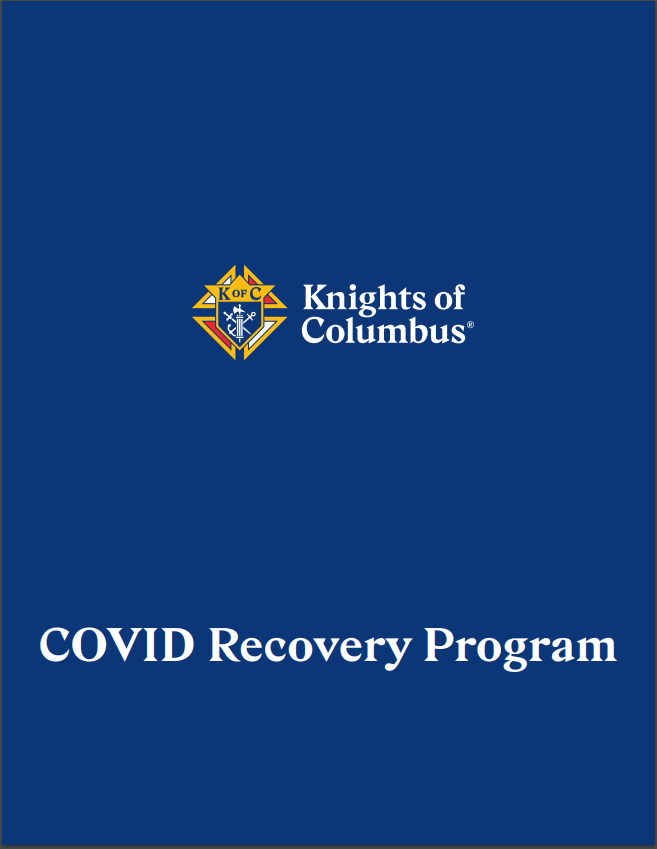 K OF C
Knights of
Columbus®
COVID Recovery Program